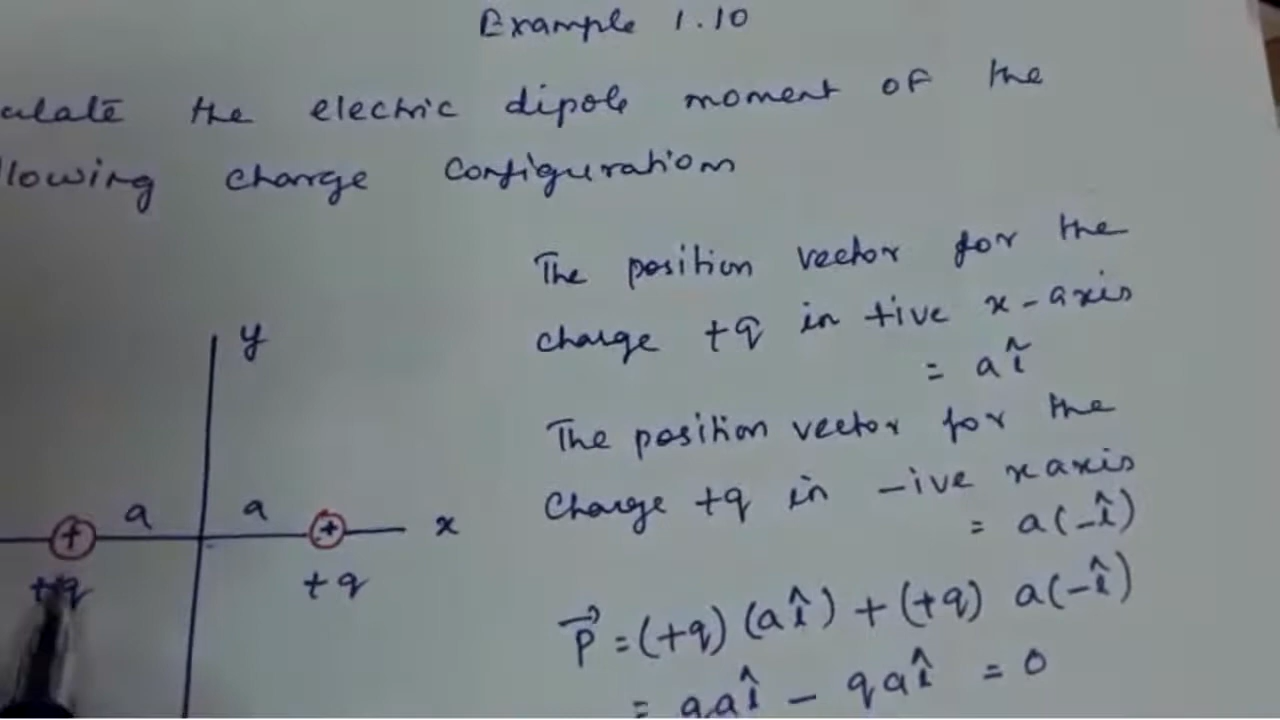 Example 1.10
ulate the electric dipole moment of the
llowing charge configurations
The position vector for the
charge +q in +ive x-axis
= aî
The position vector for the
Charge +q in -ive x axis
= a(-î)
y
a a x
+q +q
p⃗ = (+q) (aî) + (+q) a(-î)
= qaî - qaî = 0